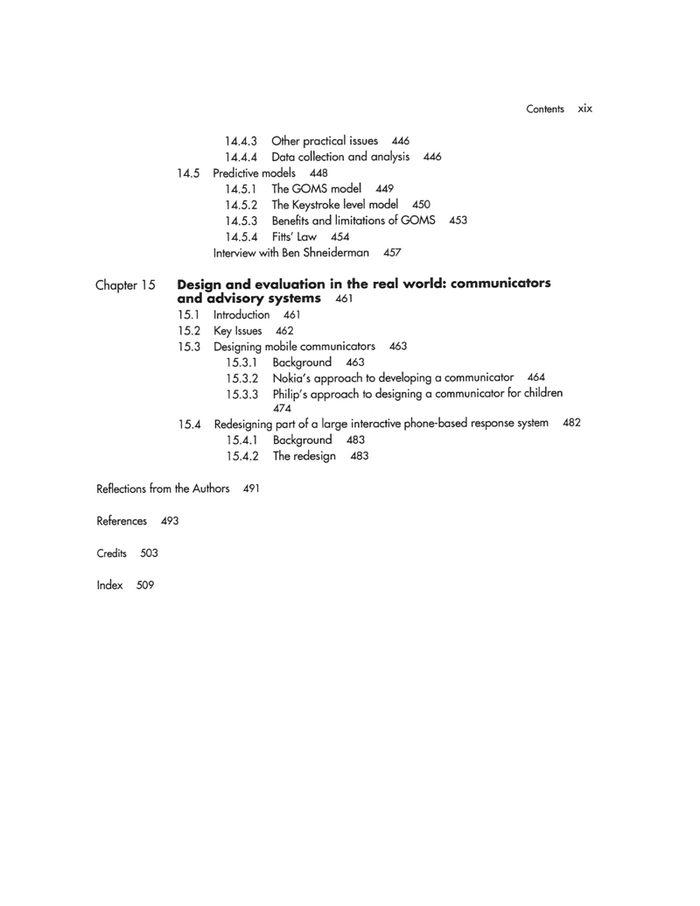 Contents xix
14.4.3 Other practical issues 446
14.4.4 Data collection and analysis 446
14.5 Predictive models 448
14.5.1 The GOMS model 449
14.5.2 The Keystroke level model 450
14.5.3 Benefits and limitations of GOMS 453
14.5.4 Fitts' Law 454
Interview with Ben Shneiderman 457
Chapter 15 Design and evaluation in the real world: communicators
and advisory systems 461
15.1 Introduction 461
15.2 Key Issues 462
15.3 Designing mobile communicators 463
15.3.1 Background 463
15.3.2 Nokia's approach to developing a communicator 464
15.3.3 Philip's approach to designing a communicator for children
474
15.4 Redesigning part of a large interactive phone-based response system 482
15.4.1 Background 483
15.4.2 The redesign 483
Reflections from the Authors 491
References 493
Credits 503
Index 509